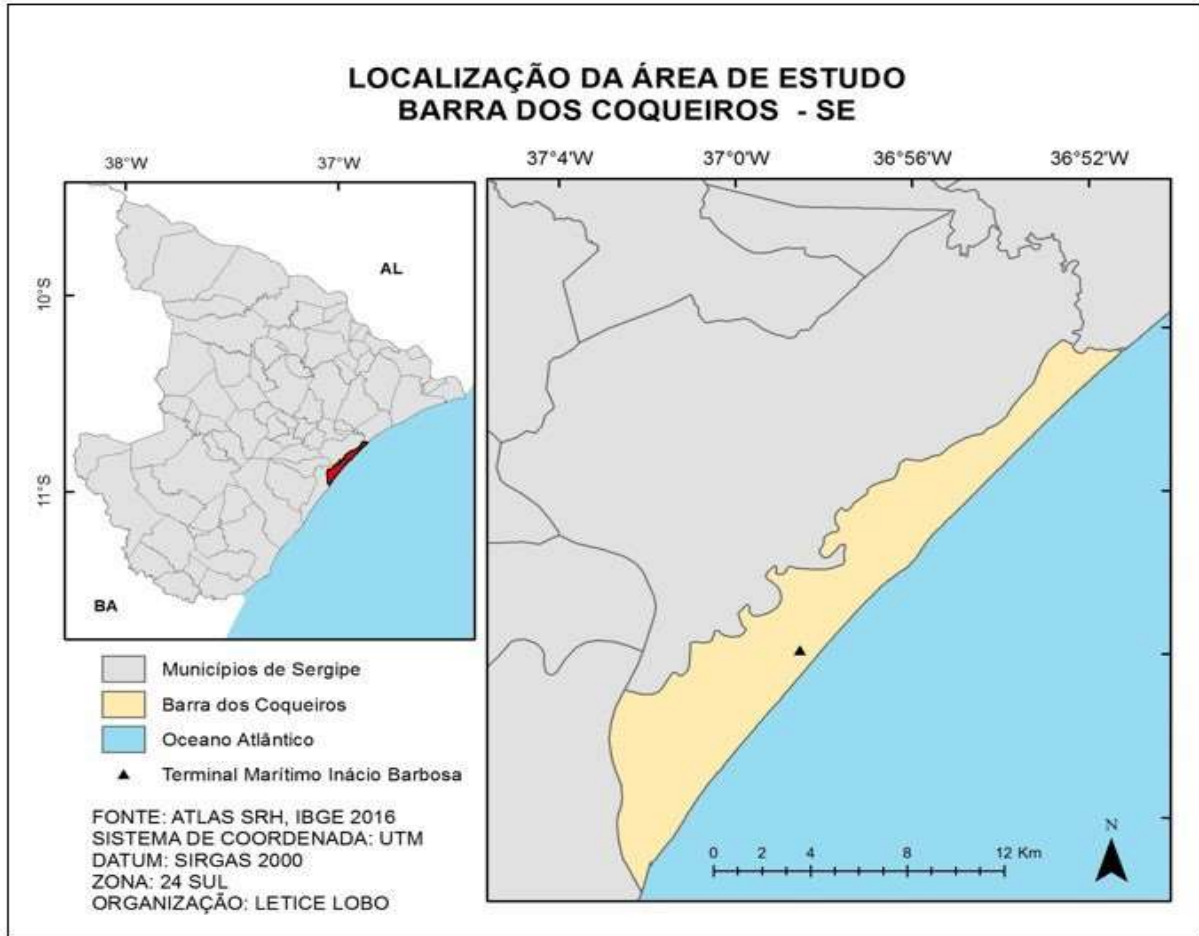 LOCALIZAÇÃO DA ÁREA DE ESTUDO
BARRA DOS COQUEIROS - SE
38°W 37°W
10°S
11°S
AL
BA
37°4'W 37°0'W 36°56'W 36°52'W
Municípios de Sergipe
Barra dos Coqueiros
Oceano Atlântico
Terminal Marítimo Inácio Barbosa
FONTE: ATLAS SRH, IBGE 2016
SISTEMA DE COORDENADA: UTM
DATUM: SIRGAS 2000
ZONA: 24 SUL
ORGANIZAÇÃO: LETICE LOBO
0 2 4 8 12 Km
N